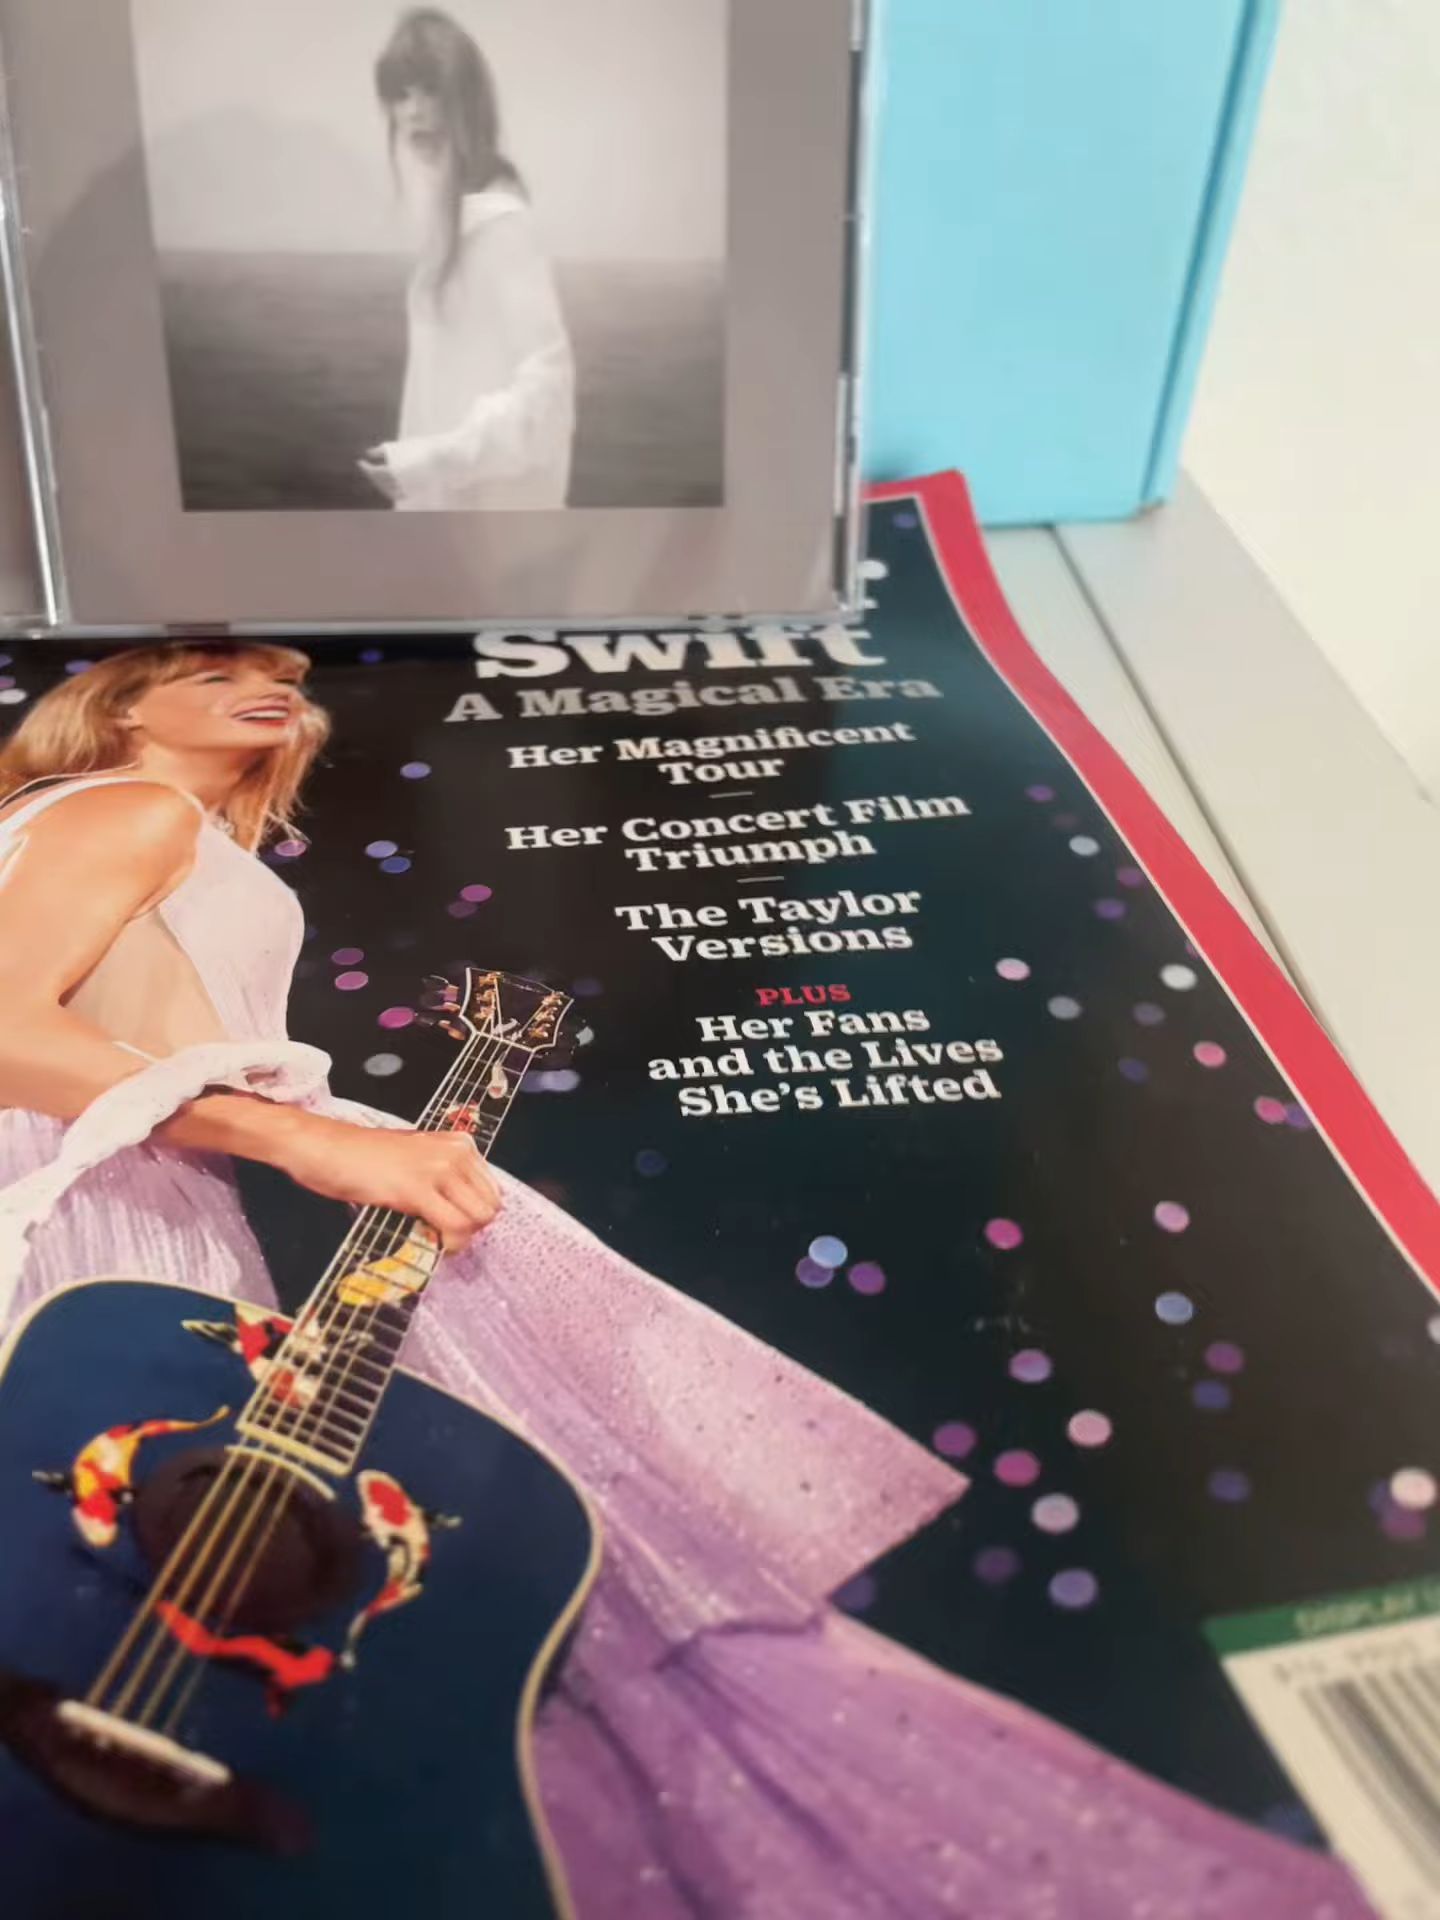 Swift
A Magical Era
Her Magnificent
Tour
Her Concert Film
Triumph
The Taylor
Versions
PLUS
Her Fans
and the Lives
She's Lifted
DISPLAY